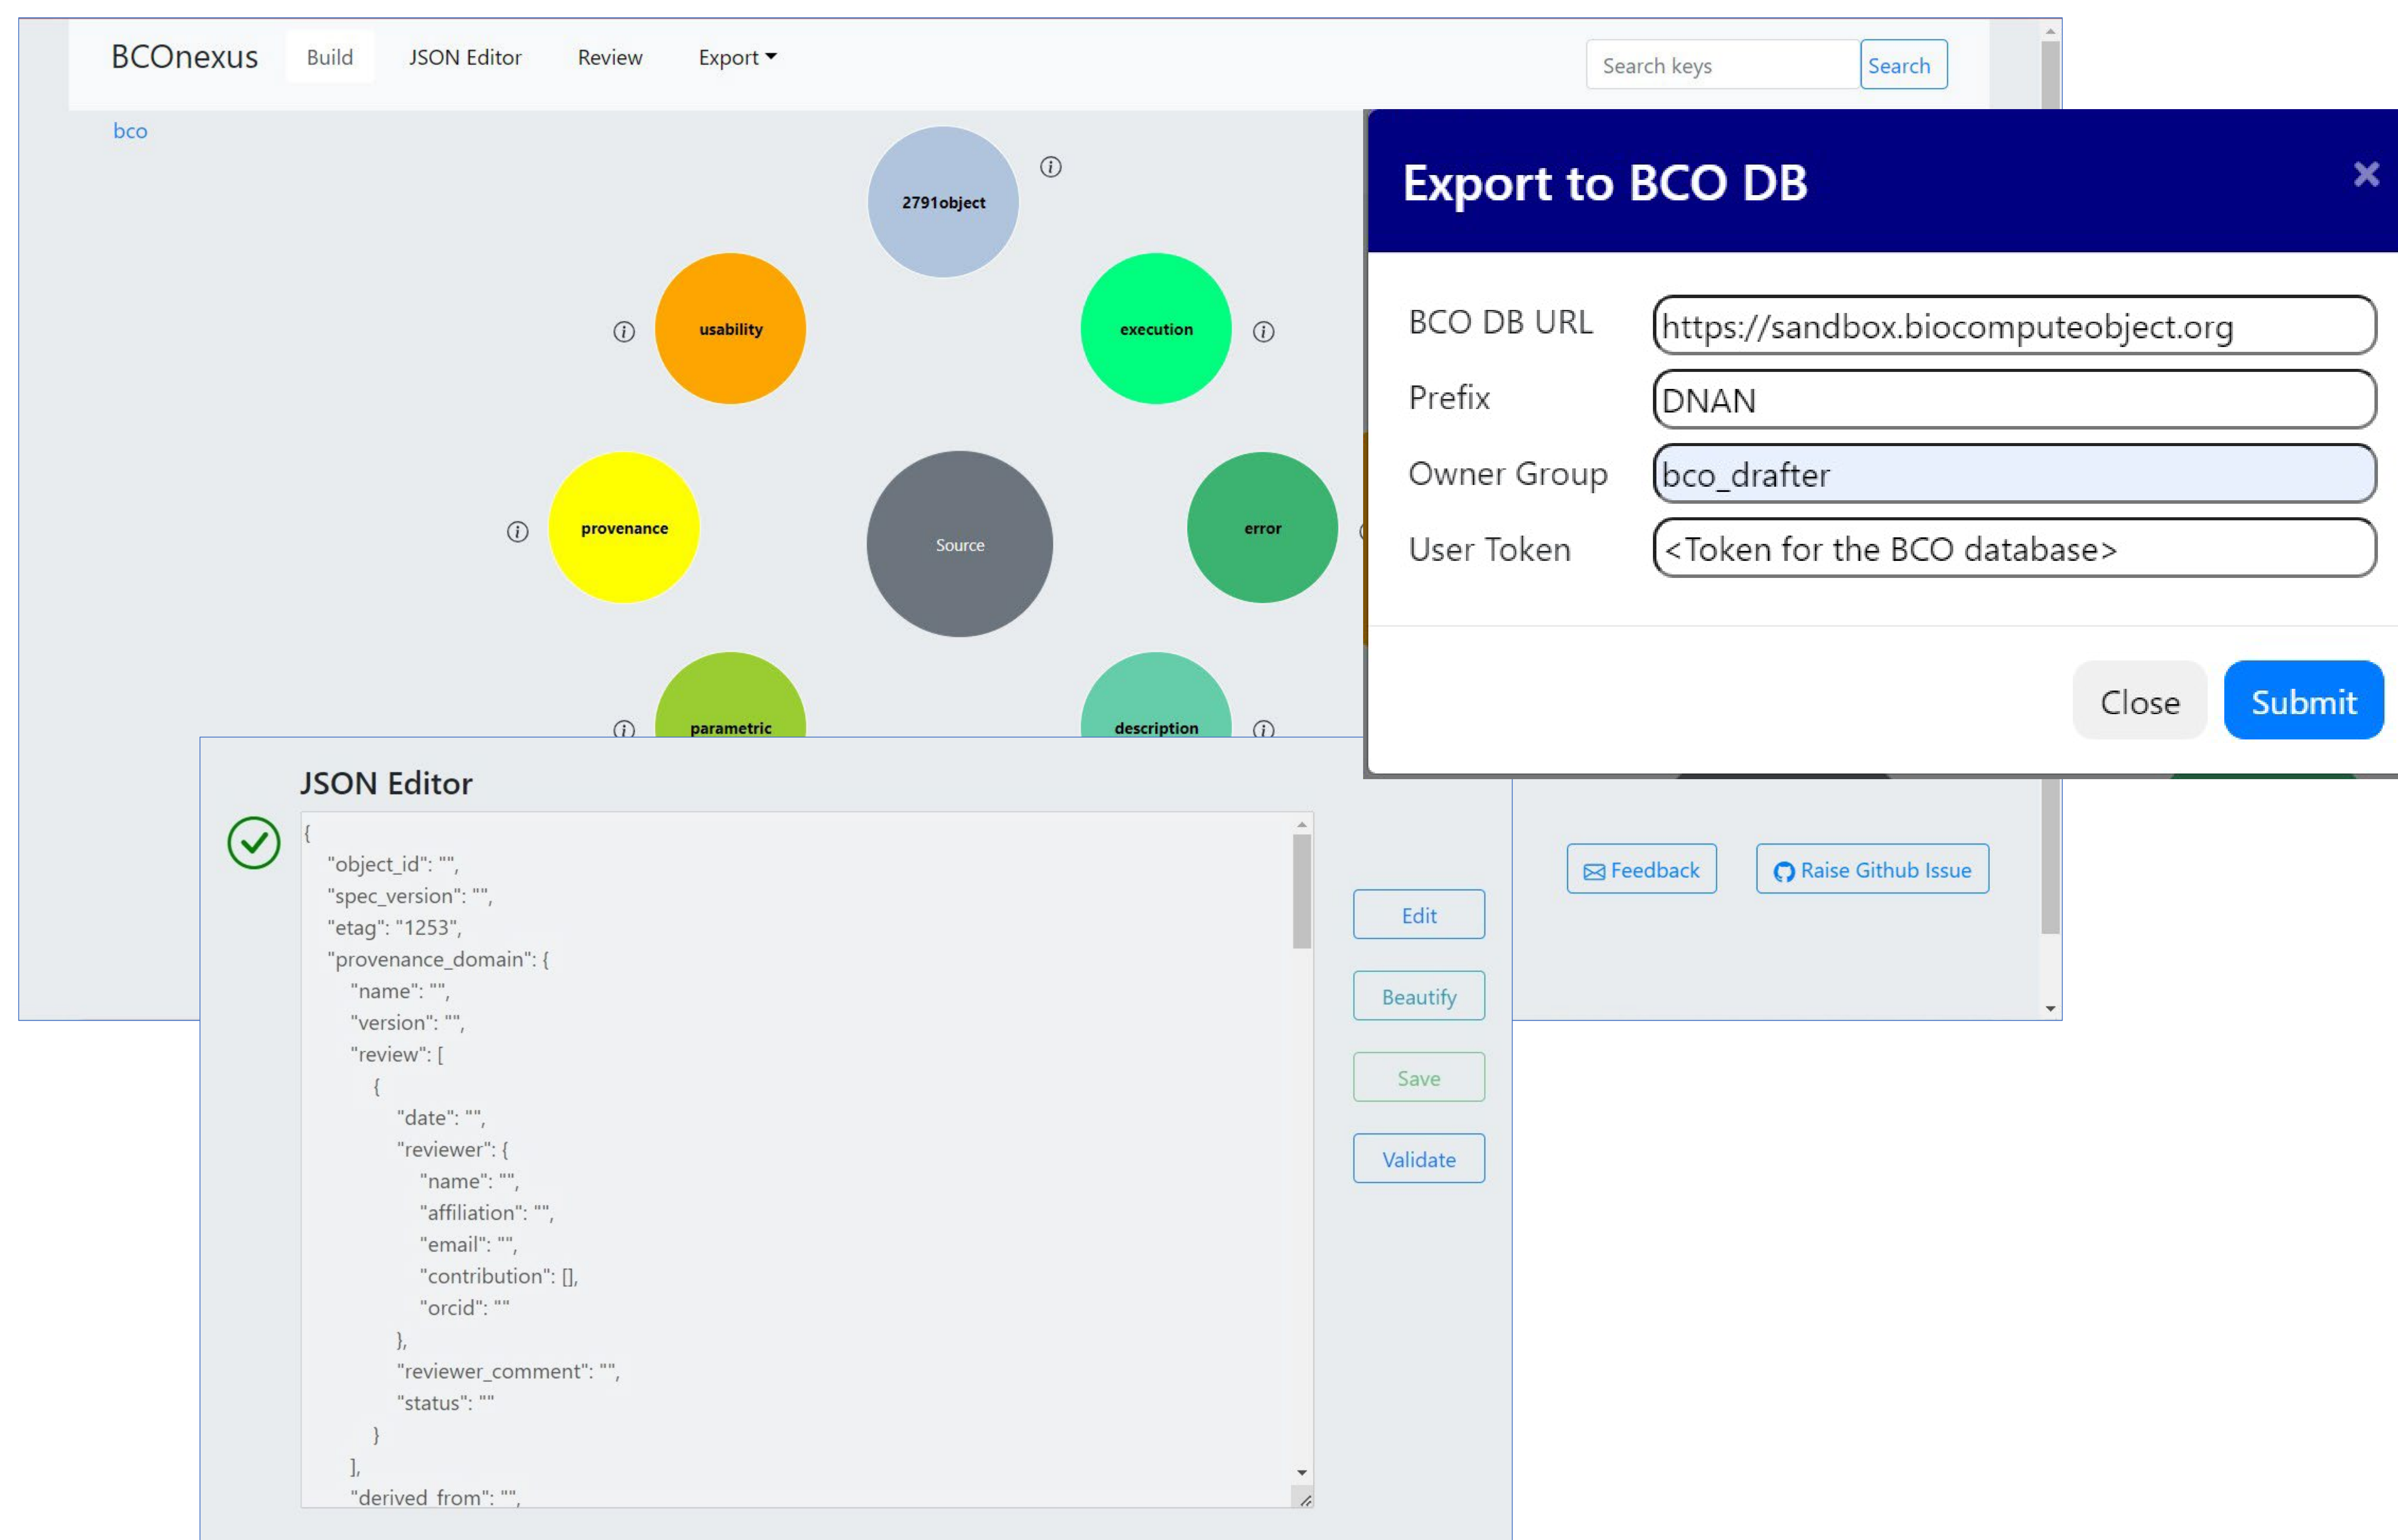 BCOnexus Build JSON Editor Review Export
Search keys Search
bco
2791object
usability
execution
provenance
Source
error
parametric
description
Export to BCO DB
BCO DB URL https://sandbox.biocomputeobject.org
Prefix DNAN
Owner Group bco_drafter
User Token <Token for the BCO database>
Close Submit
JSON Editor
{
"object_id": "",
"spec_version": "",
"etag": "1253",
"provenance_domain": {
"name": "",
"version": "",
"review": [
{
"date": "",
"reviewer": {
"name": "",
"affiliation": "",
"email": "",
"contribution": [],
"orcid": ""
},
"reviewer_comment": "",
"status": ""
}
],
"derived_from": "",
Edit
Beautify
Save
Validate
Feedback Raise Github Issue